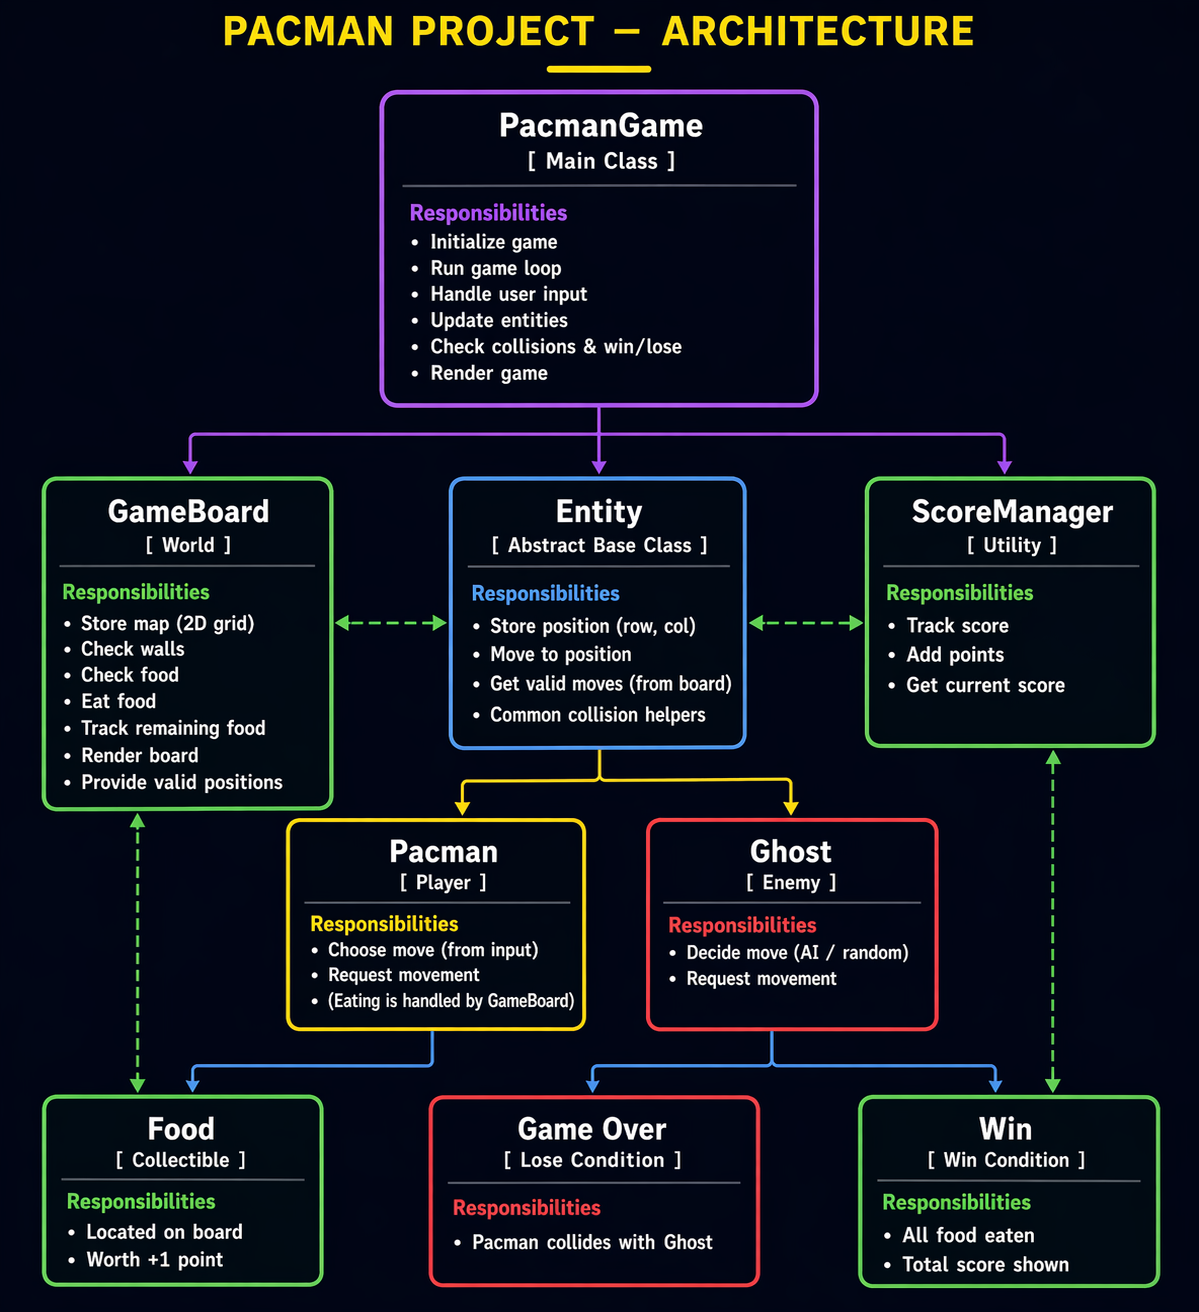 PACMAN PROJECT – ARCHITECTURE
PacmanGame
[ Main Class ]
Responsibilities
• Initialize game
• Run game loop
• Handle user input
• Update entities
• Check collisions & win/lose
• Render game
GameBoard
[ World ]
Responsibilities
• Store map (2D grid)
• Check walls
• Check food
• Eat food
• Track remaining food
• Render board
• Provide valid positions
Entity
[ Abstract Base Class ]
Responsibilities
• Store position (row, col)
• Move to position
• Get valid moves (from board)
• Common collision helpers
ScoreManager
[ Utility ]
Responsibilities
• Track score
• Add points
• Get current score
Pacman
[ Player ]
Responsibilities
• Choose move (from input)
• Request movement
• (Eating is handled by GameBoard)
Ghost
[ Enemy ]
Responsibilities
• Decide move (AI / random)
• Request movement
Food
[ Collectible ]
Responsibilities
• Located on board
• Worth +1 point
Game Over
[ Lose Condition ]
Responsibilities
• Pacman collides with Ghost
Win
[ Win Condition ]
Responsibilities
• All food eaten
• Total score shown